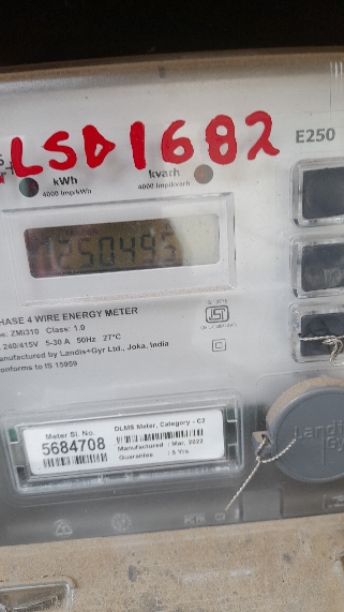 LSD1682
E250
kWh
4000 imp/kWh
kvarh
4000 imp/kvarh
HASE 4 WIRE ENERGY METER
pe: ZMI310 Class: 1.0
240/415V 5-30 A 50Hz 27°C
anufactured by Landis+Gyr Ltd., Joka, India
onforms to IS 15959
DLMS Meter, Category - C2
Meter Sl. No.
5684708
Manufactured : Mar, 2022
Guarantee : 5 Yrs
Landis
Gyr